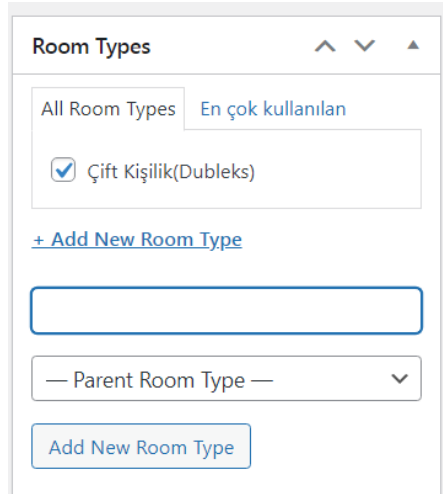 Room Types
All Room Types En çok kullanılan
Çift Kişilik(Dubleks)
+ Add New Room Type
— Parent Room Type —
Add New Room Type